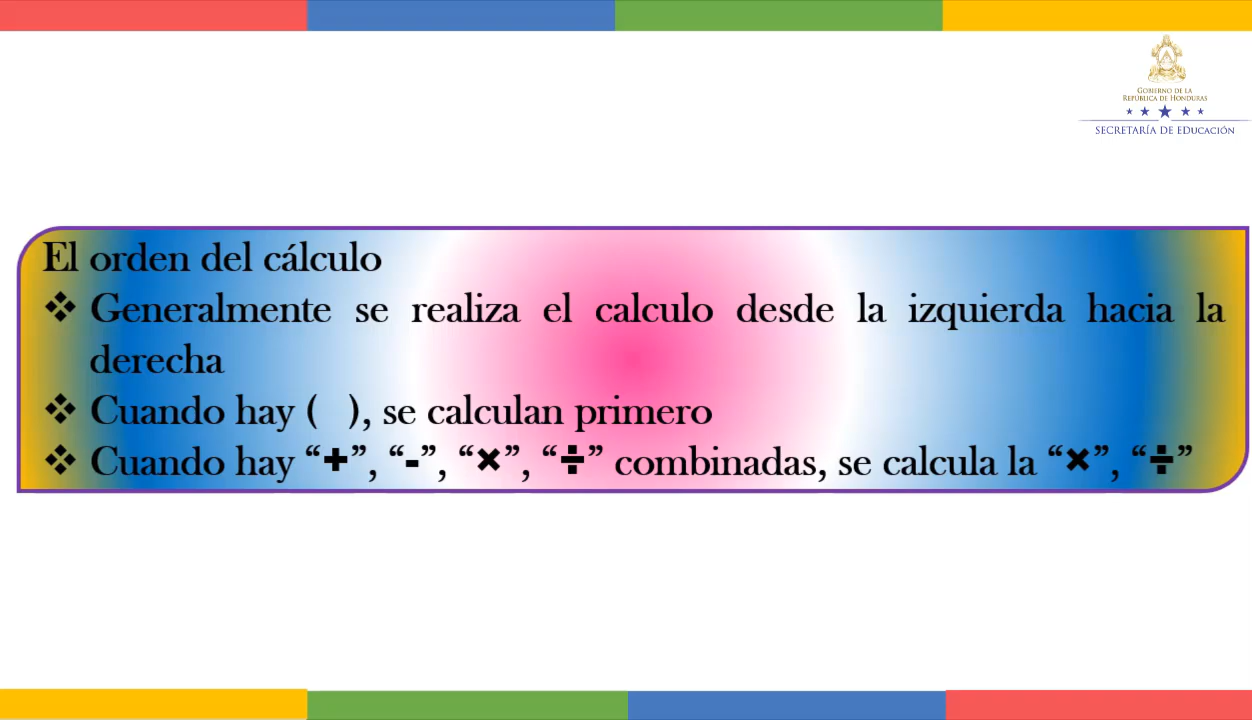 GOBIERNO DE LA
REPÚBLICA DE HONDURAS
SECRETARÍA DE EDUCACIÓN
El orden del cálculo
❖ Generalmente se realiza el calculo desde la izquierda hacia la
derecha
❖ Cuando hay (  ), se calculan primero
❖ Cuando hay “+”, “-”, “×”, “÷” combinadas, se calcula la “×”, “÷”